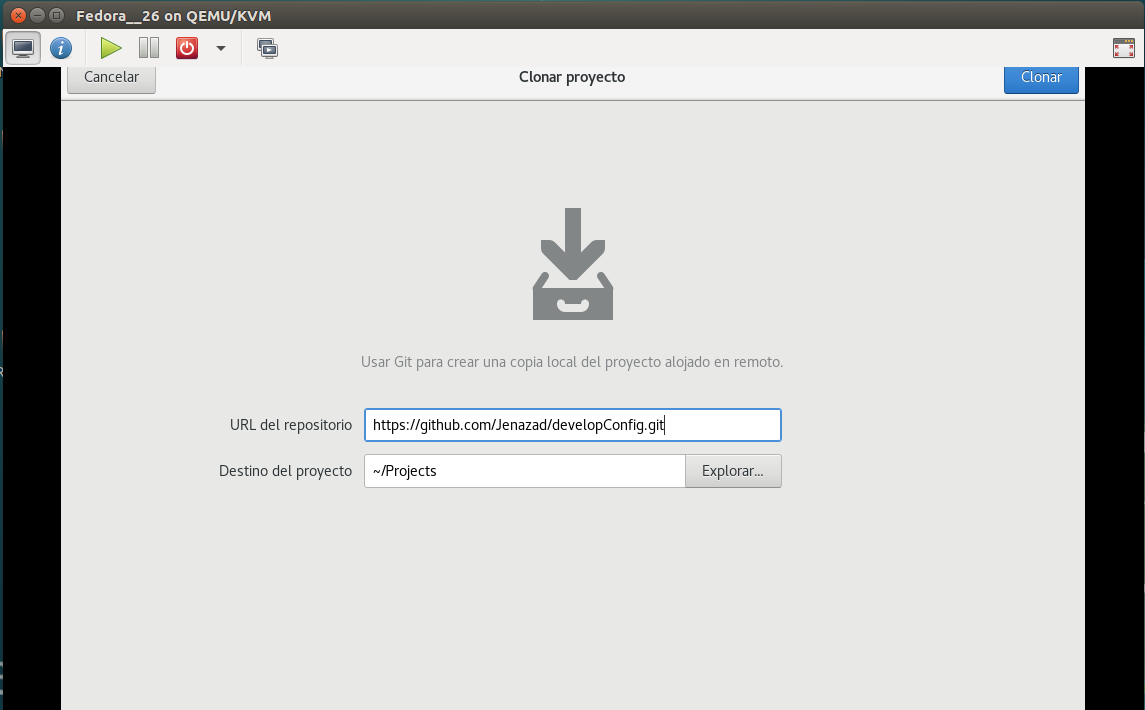 Fedora__26 on QEMU/KVM
Cancelar
Clonar proyecto
Clonar
Usar Git para crear una copia local del proyecto alojado en remoto.
URL del repositorio
https://github.com/Jenazad/developConfig.git
Destino del proyecto
~/Projects
Explorar...